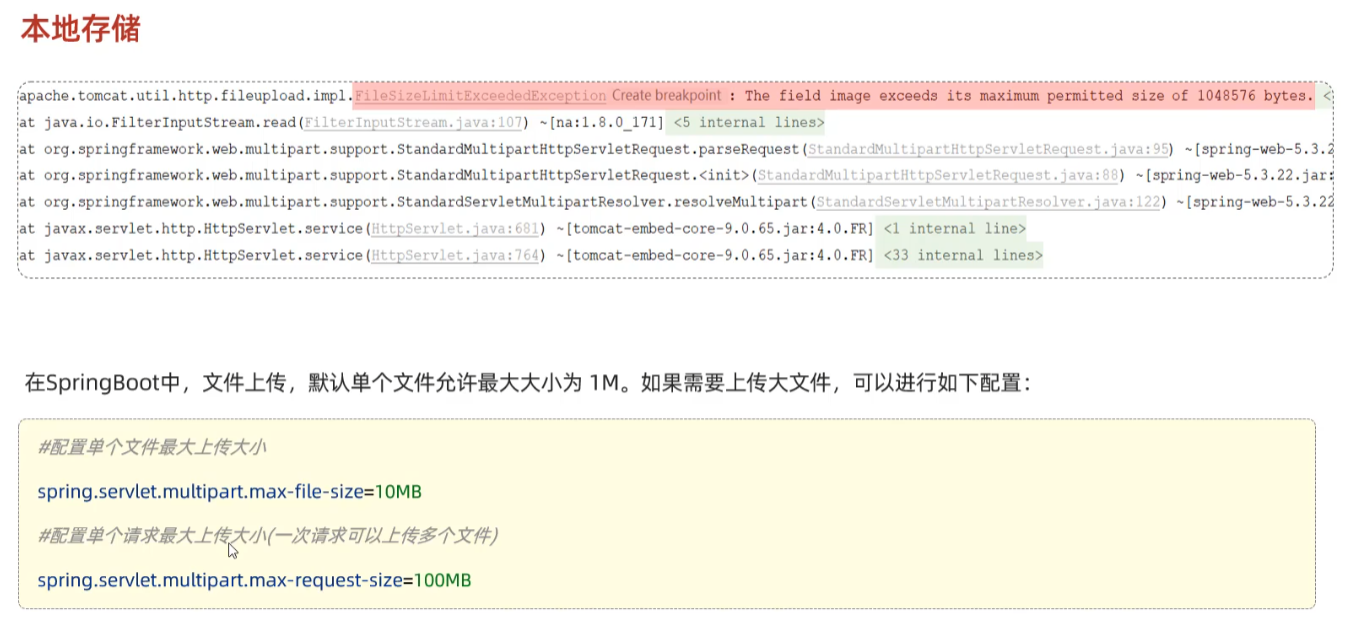 本地存储
apache.tomcat.util.http.fileupload.impl.FileSizeLimitExceededException Create breakpoint : The field image exceeds its maximum permitted size of 1048576 bytes. <
at java.io.FilterInputStream.read(FilterInputStream.java:107) ~[na:1.8.0_171] <5 internal lines>
at org.springframework.web.multipart.support.StandardMultipartHttpServletRequest.parseRequest(StandardMultipartHttpServletRequest.java:95) ~[spring-web-5.3.2
at org.springframework.web.multipart.support.StandardMultipartHttpServletRequest.<init>(StandardMultipartHttpServletRequest.java:88) ~[spring-web-5.3.22.jar:
at org.springframework.web.multipart.support.StandardServletMultipartResolver.resolveMultipart(StandardServletMultipartResolver.java:122) ~[spring-web-5.3.22
at javax.servlet.http.HttpServlet.service(HttpServlet.java:681) ~[tomcat-embed-core-9.0.65.jar:4.0.FR] <1 internal line>
at javax.servlet.http.HttpServlet.service(HttpServlet.java:764) ~[tomcat-embed-core-9.0.65.jar:4.0.FR] <33 internal lines>
在SpringBoot中，文件上传，默认单个文件允许最大大小为 1M。如果需要上传大文件，可以进行如下配置：
#配置单个文件最大上传大小
spring.servlet.multipart.max-file-size=10MB
#配置单个请求最大上传大小(一次请求可以上传多个文件)
spring.servlet.multipart.max-request-size=100MB